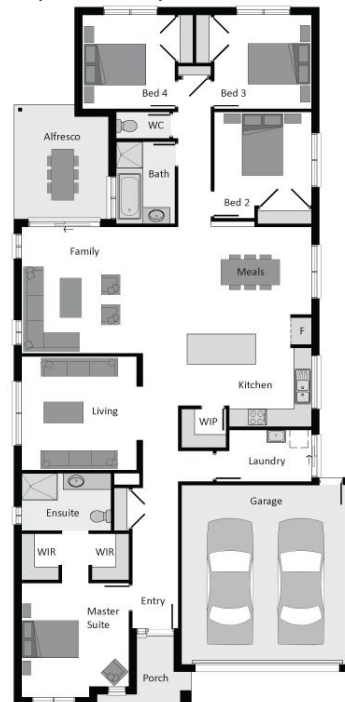 Bed 4
Bed 3
WC
Alfresco
Bath
Bed 2
Family
Meals
F
Kitchen
Living
WIP
Laundry
Garage
Ensuite
WIR
WIR
Master
Suite
Entry
Porch